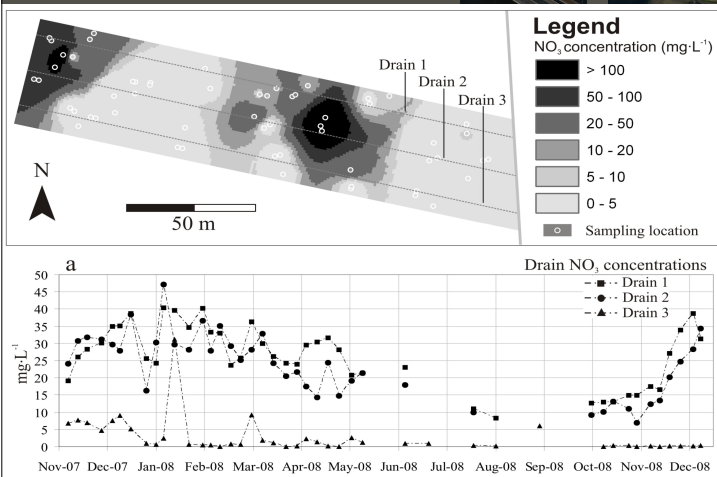 Legend
NO₃ concentration (mg·L⁻¹)
> 100
50 - 100
20 - 50
10 - 20
5 - 10
0 - 5
Sampling location
Drain 1
Drain 2
Drain 3
N
50 m
a
Drain NO₃ concentrations
Drain 1
Drain 2
Drain 3
mg·L⁻¹
50
45
40
35
30
25
20
15
10
5
0
Nov-07 Dec-07 Jan-08 Feb-08 Mar-08 Apr-08 May-08 Jun-08 Jul-08 Aug-08 Sep-08 Oct-08 Nov-08 Dec-08